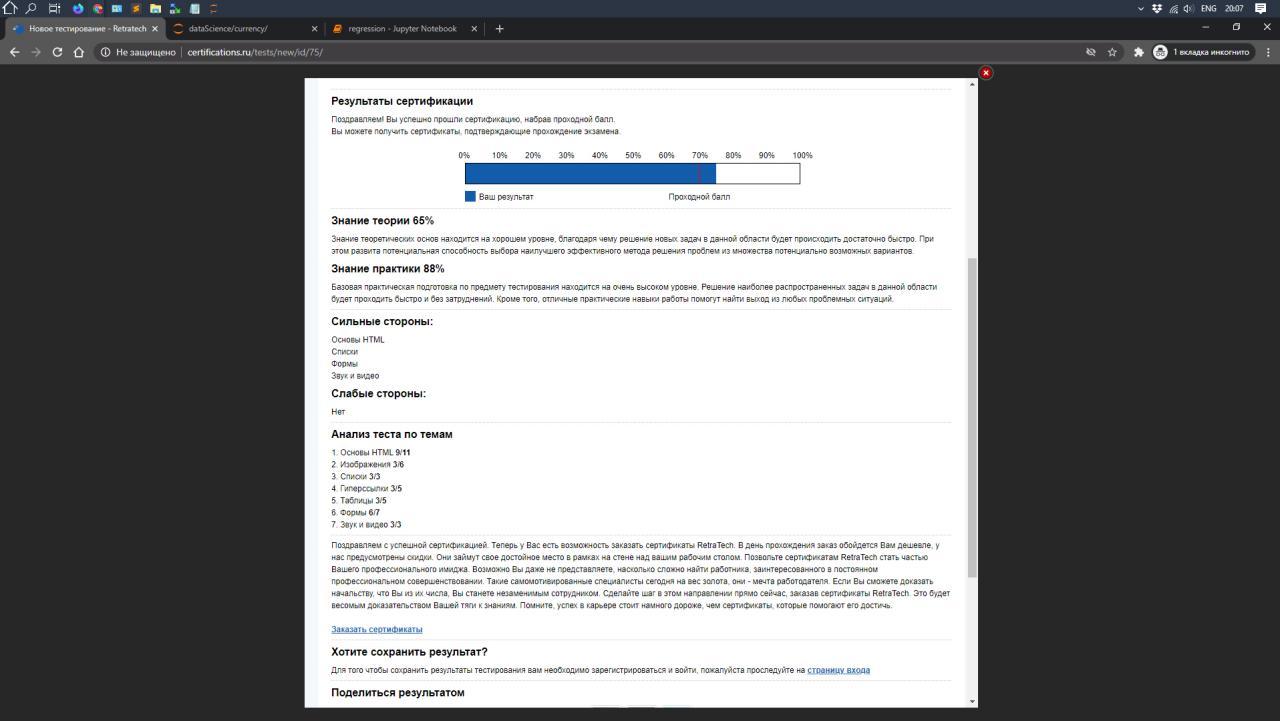 ENG 20:07
Новое тестирование - Retratech
dataScience/currency/
regression - Jupyter Notebook
Не защищено
certifications.ru/tests/new/id/75/
1 вкладка инкогнито
Результаты сертификации
Поздравляем! Вы успешно прошли сертификацию, набрав проходной балл.
Вы можете получить сертификаты, подтверждающие прохождение экзамена.
0% 10% 20% 30% 40% 50% 60% 70% 80% 90% 100%
Ваш результат Проходной балл
Знание теории 65%
Знание теоретических основ находится на хорошем уровне, благодаря чему решение новых задач в данной области будет происходить достаточно быстро. При
этом развита потенциальная способность выбора наилучшего эффективного метода решения проблем из множества потенциально возможных вариантов.
Знание практики 88%
Базовая практическая подготовка по предмету тестирования находится на очень высоком уровне. Решение наиболее распространенных задач в данной области
будет проходить быстро и без затруднений. Кроме того, отличные практические навыки работы помогут найти выход из любых проблемных ситуаций.
Сильные стороны:
Основы HTML
Списки
Формы
Звук и видео
Слабые стороны:
Нет
Анализ теста по темам
1. Основы HTML 9/11
2. Изображения 3/6
3. Списки 3/3
4. Гиперссылки 3/5
5. Таблицы 3/5
6. Формы 6/7
7. Звук и видео 3/3
Поздравляем с успешной сертификацией. Теперь у Вас есть возможность заказать сертификаты RetraTech. В день прохождения заказ обойдется Вам дешевле, у
нас предусмотрены скидки. Они займут свое достойное место в рамках на стене над вашим рабочим столом. Позвольте сертификатам RetraTech стать частью
Вашего профессионального имиджа. Возможно Вы даже не представляете, насколько сложно найти работника, заинтересованного в постоянном
профессиональном совершенствовании. Такие самомотивированные специалисты сегодня на вес золота, они - мечта работодателя. Если Вы сможете доказать
начальству, что Вы из их числа, Вы станете незаменимым сотрудником. Сделайте шаг в этом направлении прямо сейчас, заказав сертификаты RetraTech. Это будет
весомым доказательством Вашей тяги к знаниям. Помните, успех в карьере стоит намного дороже, чем сертификаты, которые помогают его достичь.
Заказать сертификаты
Хотите сохранить результат?
Для того чтобы сохранить результаты тестирования вам необходимо зарегистрироваться и войти, пожалуйста проследуйте на страницу входа
Поделиться результатом